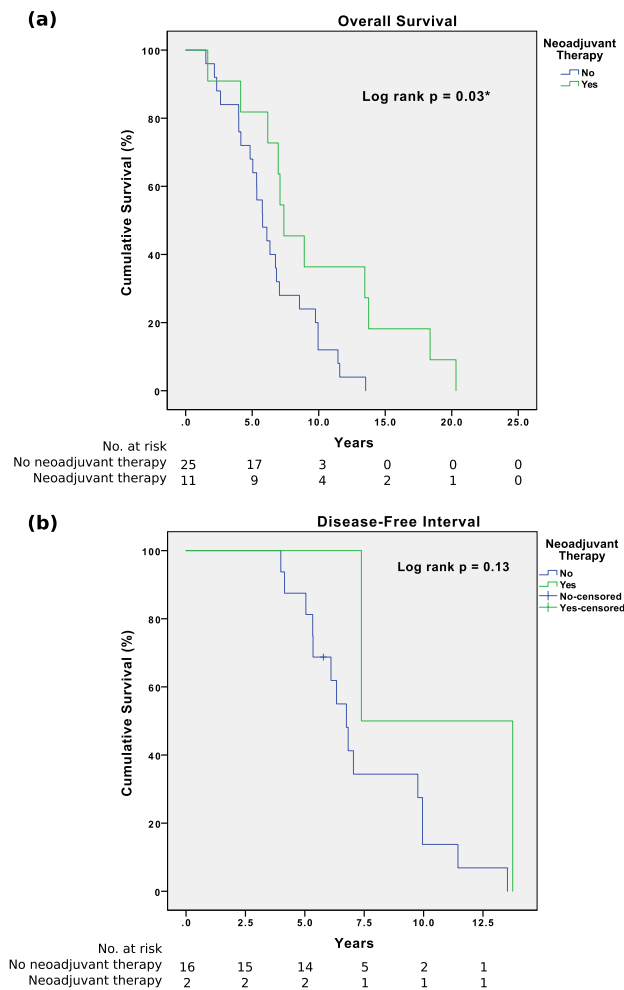 (a)
Overall Survival
Neoadjuvant
Therapy
No
Yes
Log rank p = 0.03*
Cumulative Survival (%)
100
80
60
40
20
0
.0 5.0 10.0 15.0 20.0 25.0
Years
No. at risk
No neoadjuvant therapy 25 17 3 0 0 0
Neoadjuvant therapy 11 9 4 2 1 0
(b)
Disease-Free Interval
Neoadjuvant
Therapy
No
Yes
No-censored
Yes-censored
Log rank p = 0.13
Cumulative Survival (%)
100
80
60
40
20
0
.0 2.5 5.0 7.5 10.0 12.5
Years
No. at risk
No neoadjuvant therapy 16 15 14 5 2 1
Neoadjuvant therapy 2 2 2 1 1 1